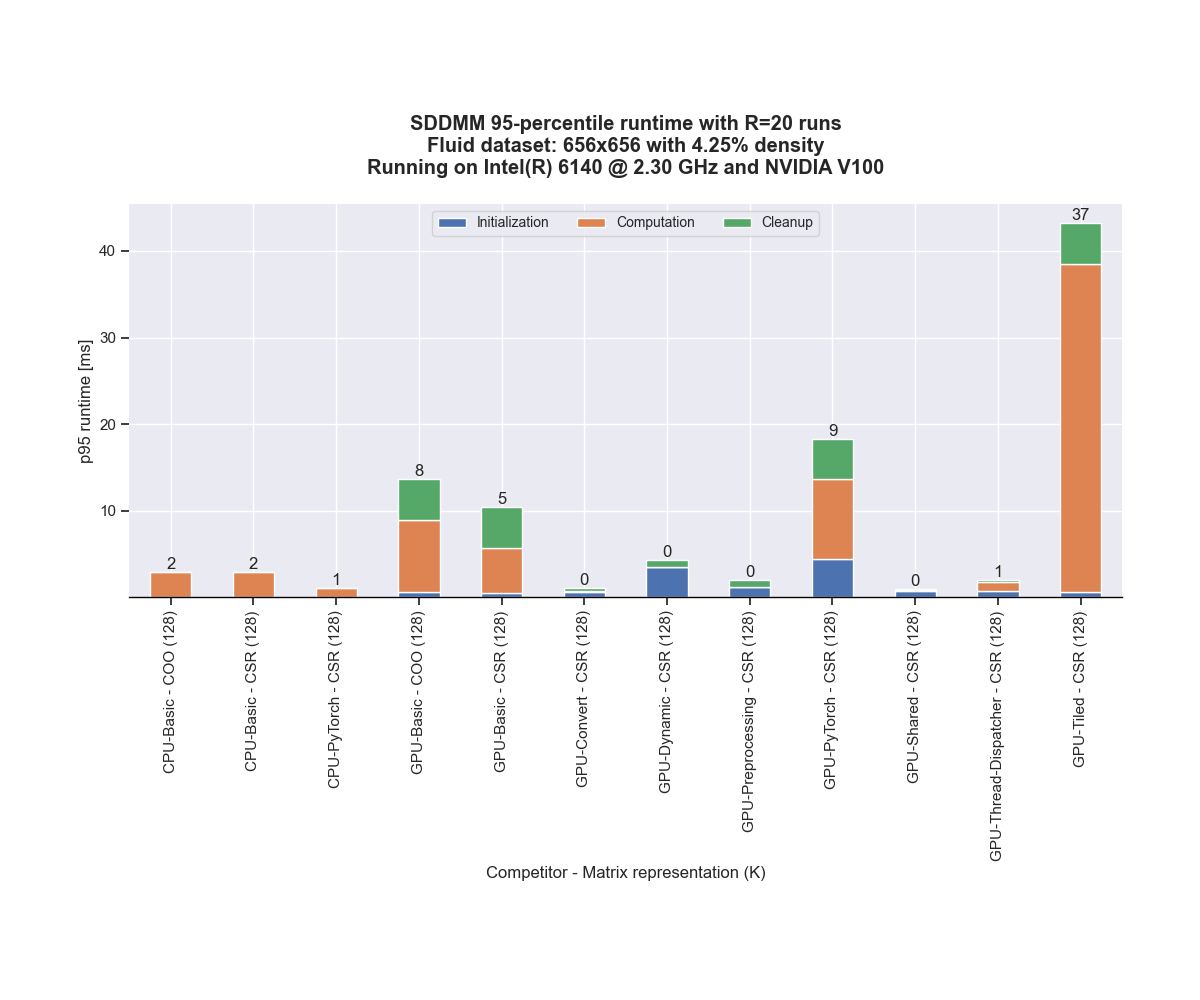 SDDMM 95-percentile runtime with R=20 runs
Fluid dataset: 656x656 with 4.25% density
Running on Intel(R) 6140 @ 2.30 GHz and NVIDIA V100
Initialization Computation Cleanup
p95 runtime [ms]
40
30
20
10
2
2
1
8
5
0
0
0
9
0
1
37
CPU-Basic - COO (128)
CPU-Basic - CSR (128)
CPU-PyTorch - CSR (128)
GPU-Basic - COO (128)
GPU-Basic - CSR (128)
GPU-Convert - CSR (128)
GPU-Dynamic - CSR (128)
GPU-Preprocessing - CSR (128)
GPU-PyTorch - CSR (128)
GPU-Shared - CSR (128)
GPU-Thread-Dispatcher - CSR (128)
GPU-Tiled - CSR (128)
Competitor - Matrix representation (K)